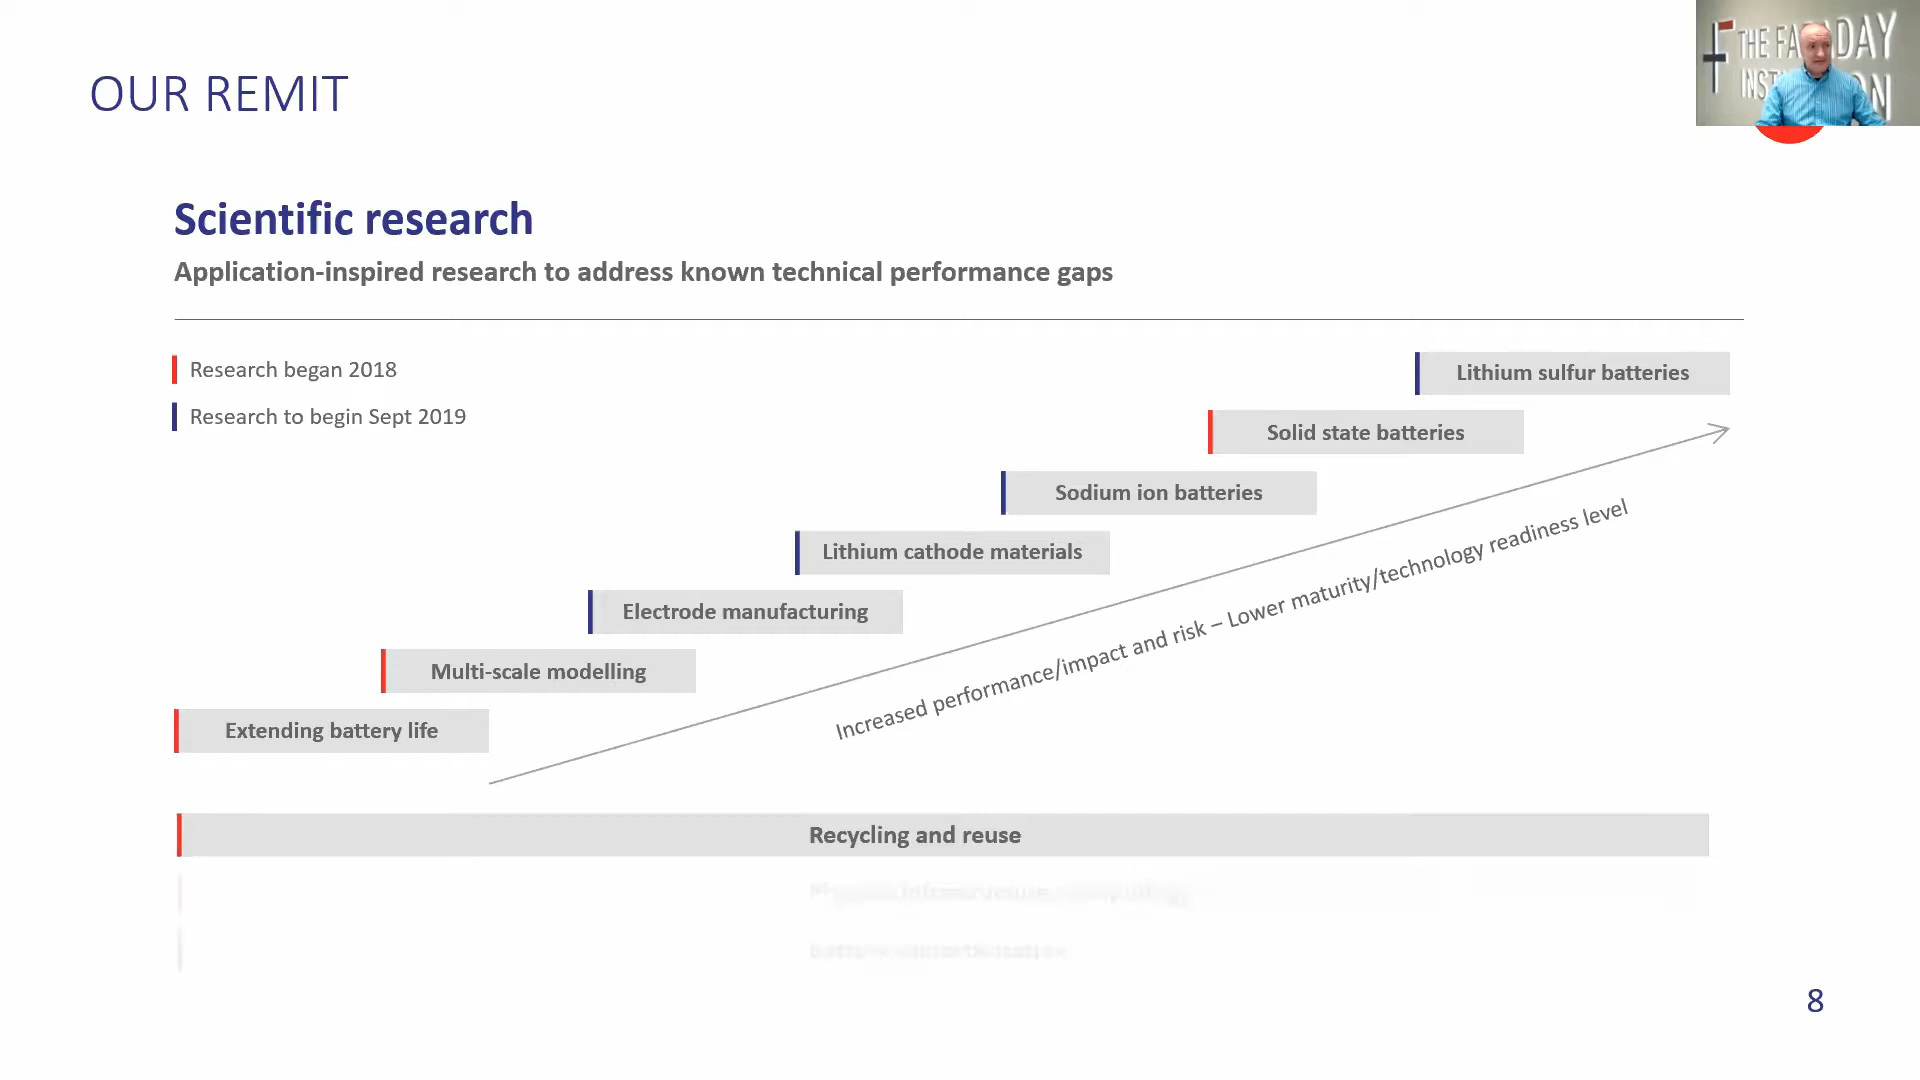 OUR REMIT
THE FARADAY
Scientific research
Application-inspired research to address known technical performance gaps
Research began 2018
Research to begin Sept 2019
Lithium sulfur batteries
Solid state batteries
Sodium ion batteries
Lithium cathode materials
Electrode manufacturing
Multi-scale modelling
Extending battery life
Increased performance/impact and risk – Lower maturity/technology readiness level
Recycling and reuse
8